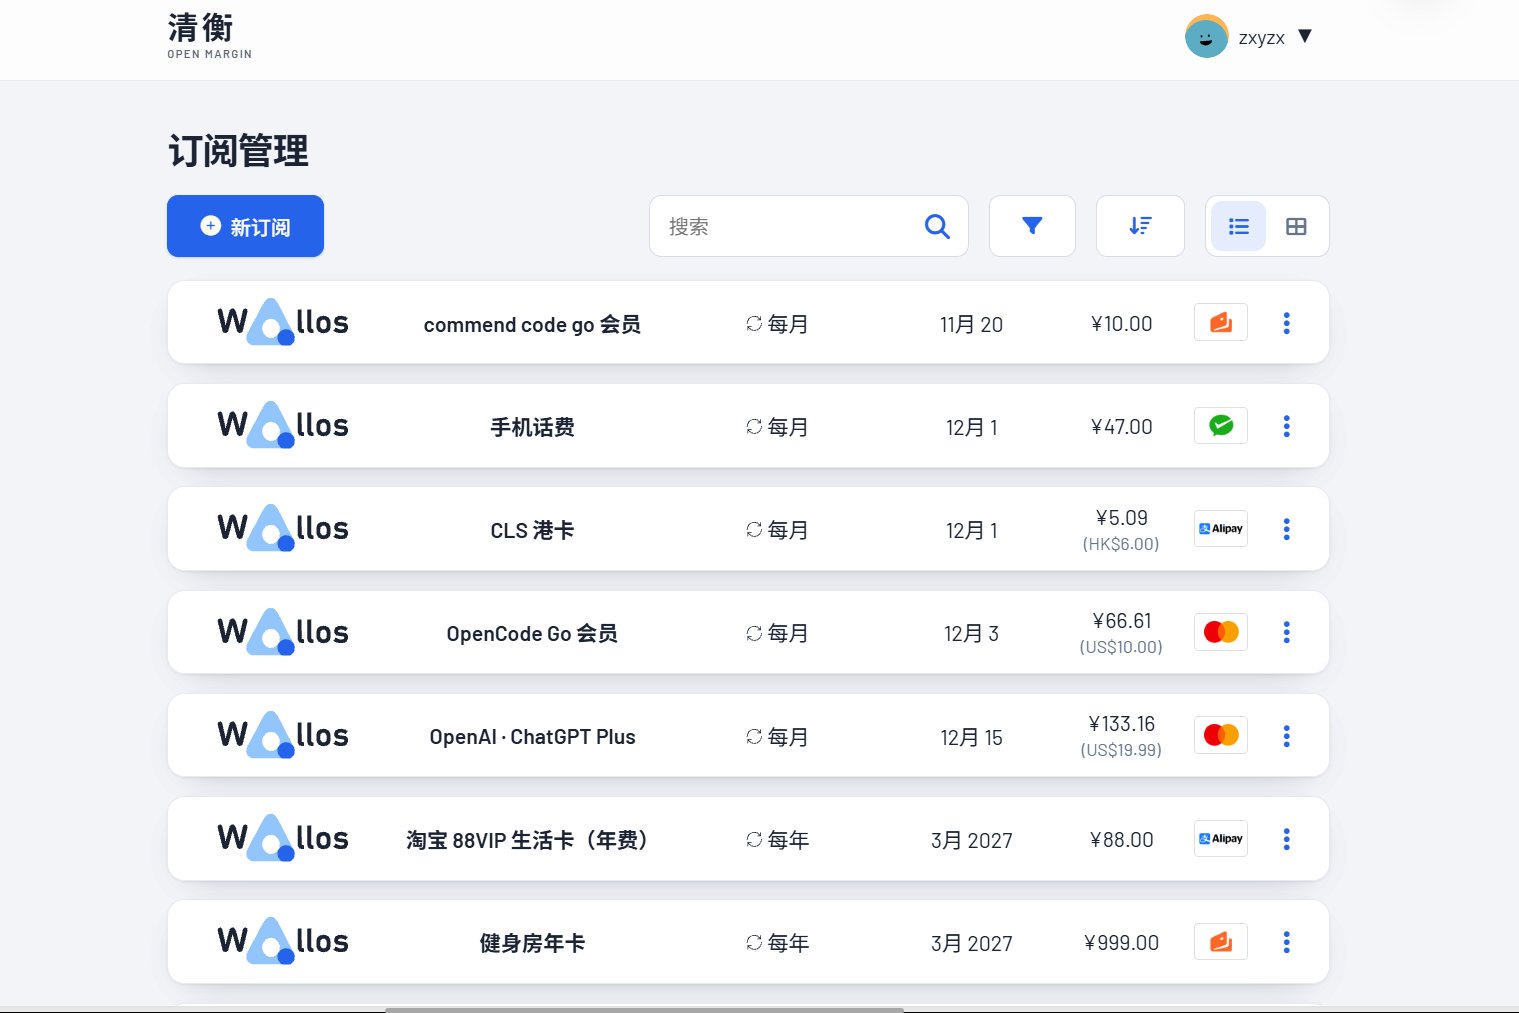 清衡
OPEN MARGIN
zxyzx ▼
订阅管理
新订阅
搜索
Wallos commend code go 会员 每月 11月 20 ¥10.00
Wallos 手机话费 每月 12月 1 ¥47.00
Wallos CLS 港卡 每月 12月 1 ¥5.09 (HK$6.00) Alipay
Wallos OpenCode Go 会员 每月 12月 3 ¥66.61 (US$10.00)
Wallos OpenAI · ChatGPT Plus 每月 12月 15 ¥133.16 (US$19.99)
Wallos 淘宝 88VIP 生活卡（年费） 每年 3月 2027 ¥88.00 Alipay
Wallos 健身房年卡 每年 3月 2027 ¥999.00